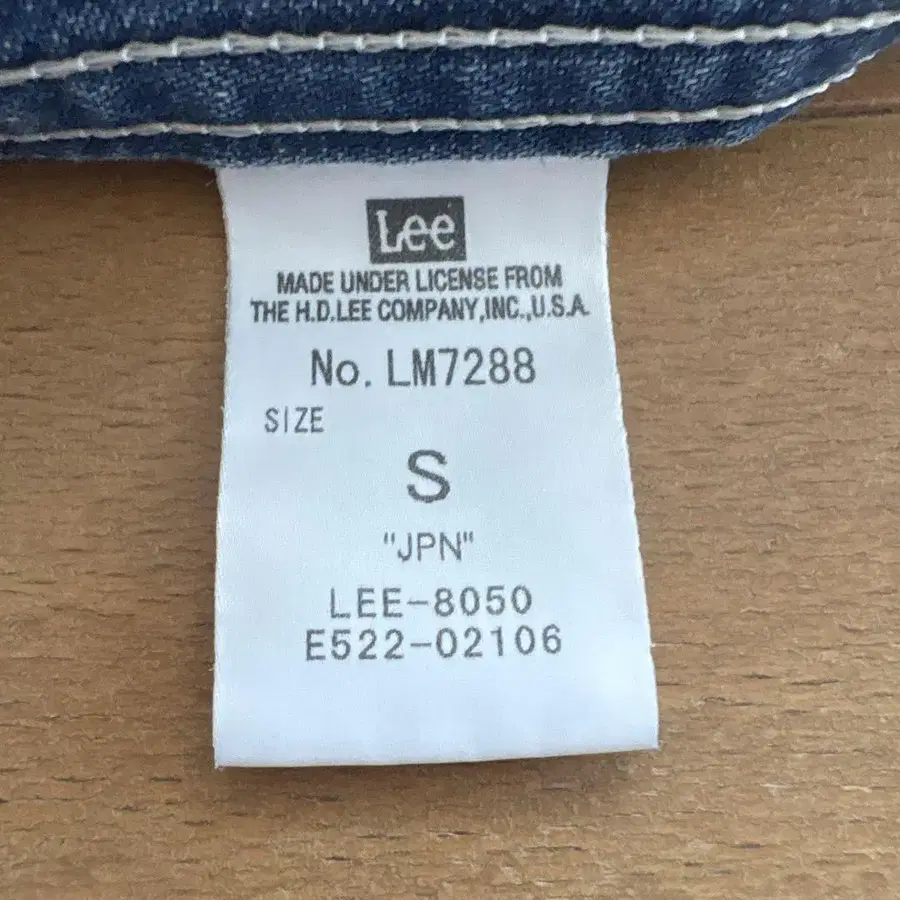 Lee
MADE UNDER LICENSE FROM
THE H.D.LEE COMPANY,INC.,U.S.A.
No. LM7288
SIZE
S
"JPN"
LEE-8050
E522-02106